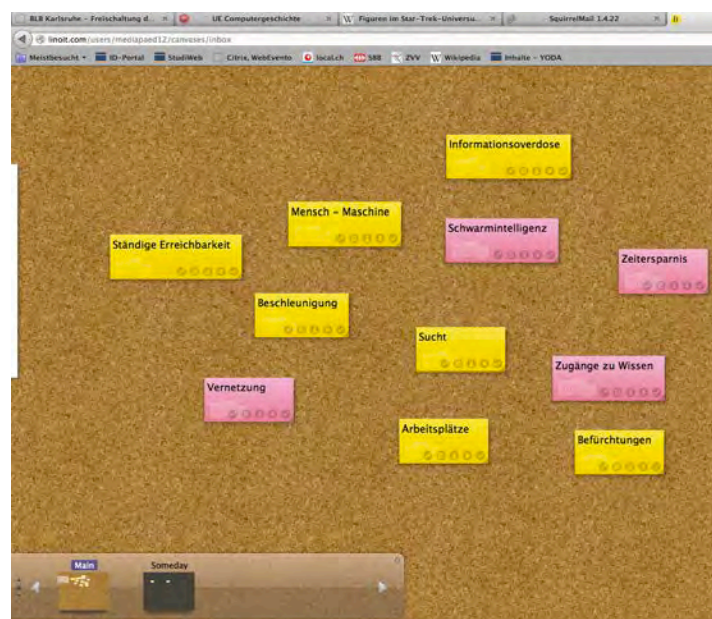 BLB Karlsruhe - Freischaltung d...
UE Computergeschichte
Figuren im Star-Trek-Universu...
SquirrelMail 1.4.22
linoit.com/users/mediapaed12/canvases/inbox
Meistbesucht
ID-Portal
StudiWeb
Citrix, WebEvento
local.ch
SBB
ZVV
Wikipedia
Inhalte - YODA
Informationsoverdose
Mensch - Maschine
Schwarmintelligenz
Ständige Erreichbarkeit
Zeitersparnis
Beschleunigung
Sucht
Zugänge zu Wissen
Vernetzung
Arbeitsplätze
Befürchtungen
Main
Someday